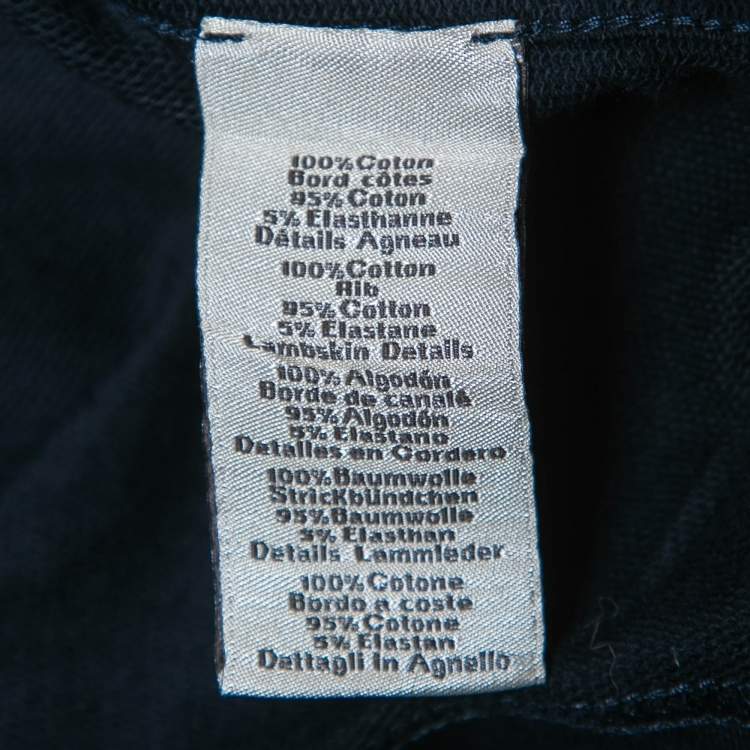 100% Coton
Bord côtes
95% Coton
5% Elasthanne
Détails Agneau
100% Cotton
Rib
95% Cotton
5% Elastane
Lambskin Details
100% Algodón
Borde de canalé
95% Algodón
5% Elastano
Detalles en Cordero
100% Baumwolle
Strickbündchen
95% Baumwolle
5% Elasthan
Details Lammleder
100% Cotone
Bordo a coste
95% Cotone
5% Elastan
Dettagli in Agnello